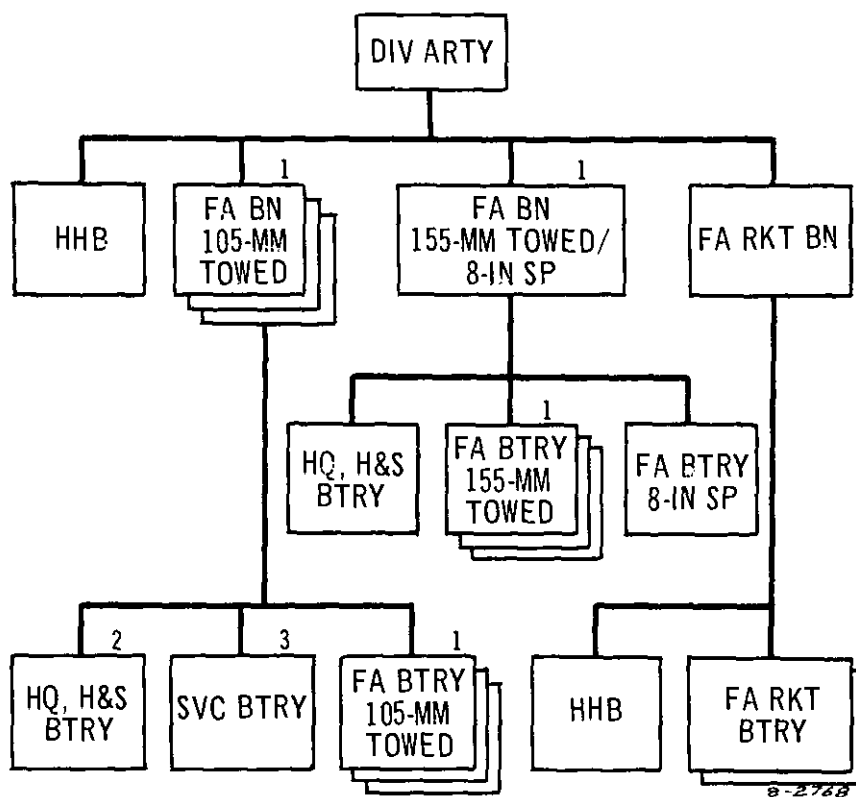 DIV ARTY
HHB
1
FA BN
105-MM
TOWED
1
FA BN
155-MM TOWED/
8-IN SP
FA RKT BN
HQ, H&S
BTRY
1
FA BTRY
155-MM
TOWED
FA BTRY
8-IN SP
2
HQ, H&S
BTRY
3
SVC BTRY
1
FA BTRY
105-MM
TOWED
HHB
FA RKT
BTRY
8-2768